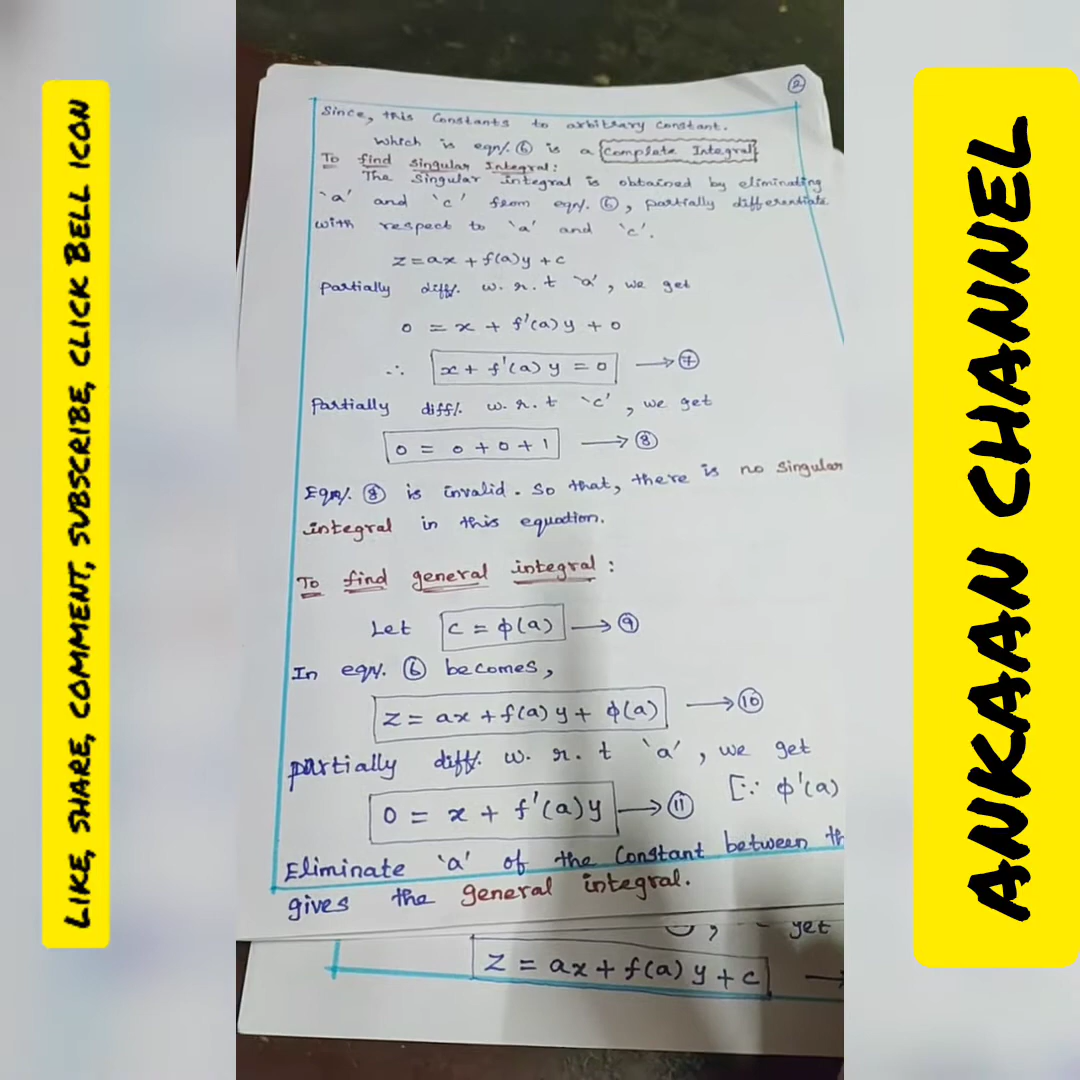 LIKE, SHARE, COMMENT, SUBSCRIBE, CLICK BELL ICON
②
Since, this Constants to arbitrary constant.
Which is eqn/. ⑥ is a Complete Integral
To find singular Integral:
The Singular integral is obtained by eliminating
`a' and `c' from eqn/. ⑥, partially differentiate
with respect to `a' and `c'.
z = ax + f(a)y + c
partially diff/. w.r.t `a', we get
0 = x + f'(a)y + 0
∴ x + f'(a)y = 0 → ⑦
Partially diff/. w.r.t `c', we get
0 = 0 + 0 + 1 → ⑧
Eqn/. ⑧ is invalid. So that, there is no singular
integral in this equation.
To find general integral:
Let c = ϕ(a) → ⑨
In eqn/. ⑥ becomes,
z = ax + f(a)y + ϕ(a) → ⑩
partially diff/. w.r.t `a', we get
0 = x + f'(a)y → ⑪ [∵ ϕ'(a)
Eliminate `a' of the Constant between th
gives the general integral.
get
z = ax + f(a)y + c →
ANKAAN CHANNEL